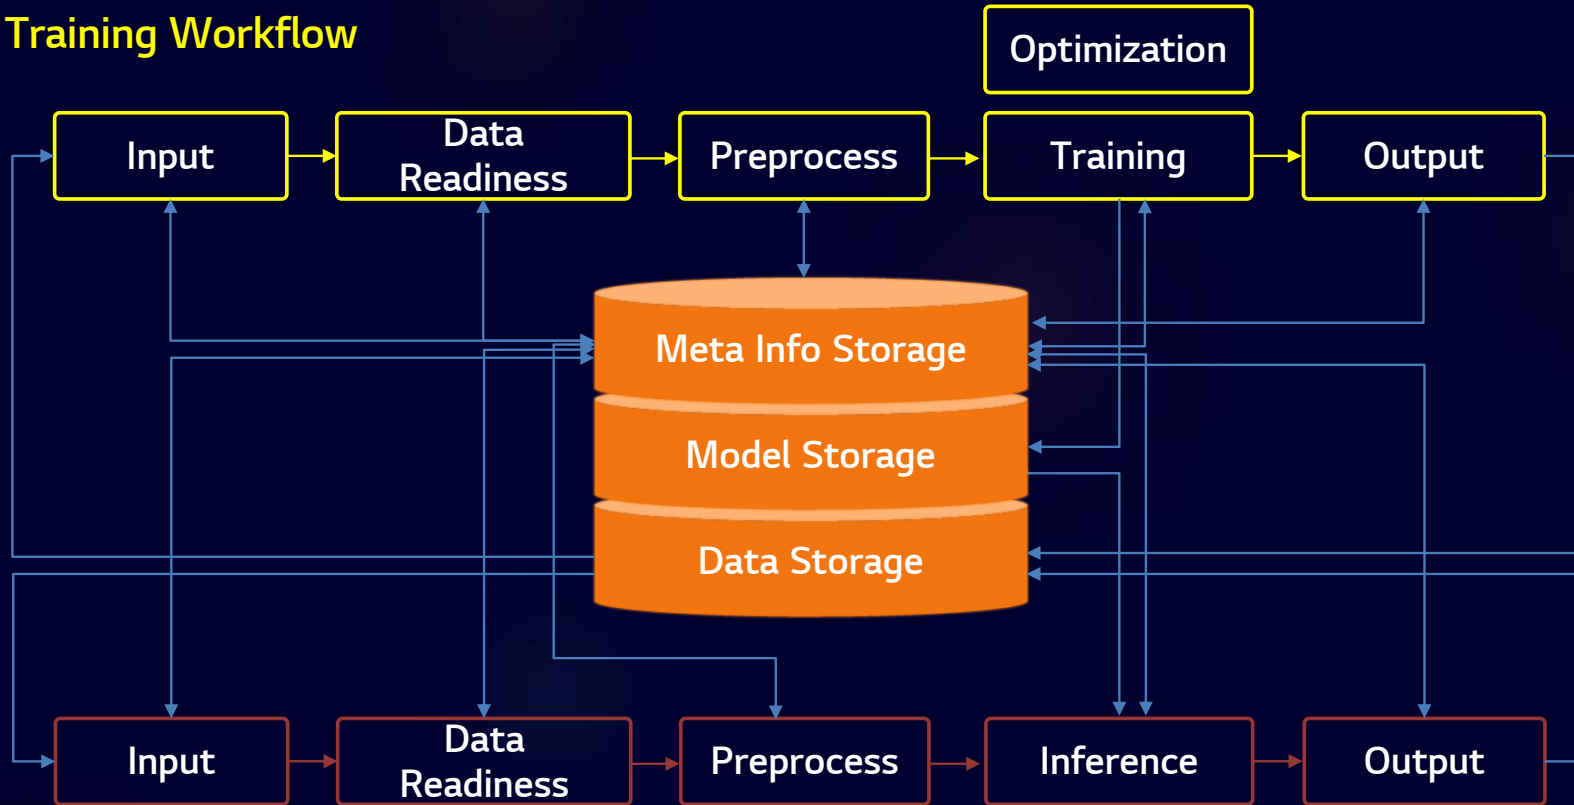 Training Workflow
Optimization
Input
Data
Readiness
Preprocess
Training
Output
Meta Info Storage
Model Storage
Data Storage
Input
Data
Readiness
Preprocess
Inference
Output